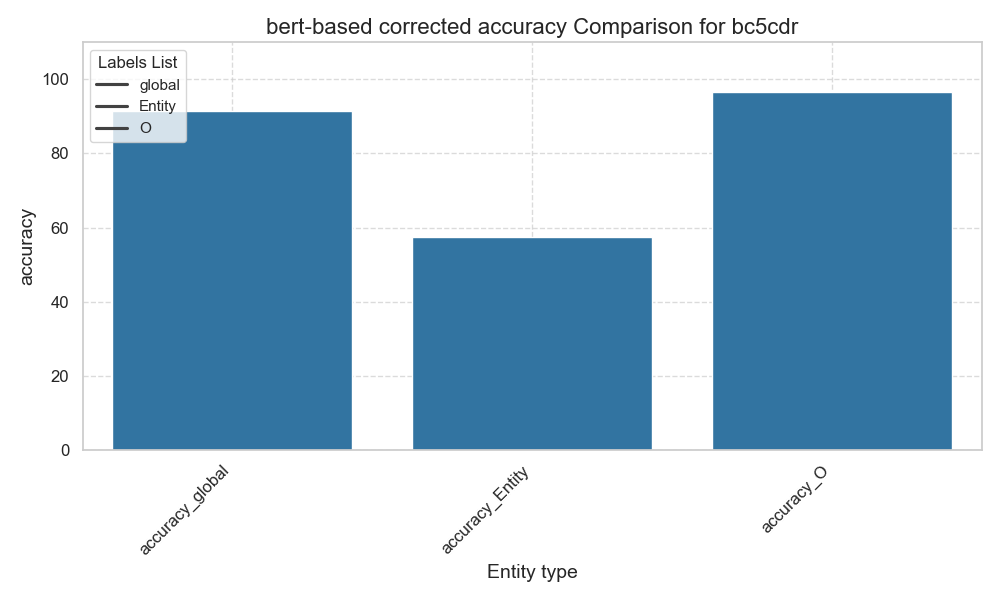 bert-based corrected accuracy Comparison for bc5cdr
Labels List
global
Entity
O
accuracy
100
80
60
40
20
0
accuracy_global
accuracy_Entity
accuracy_O
Entity type